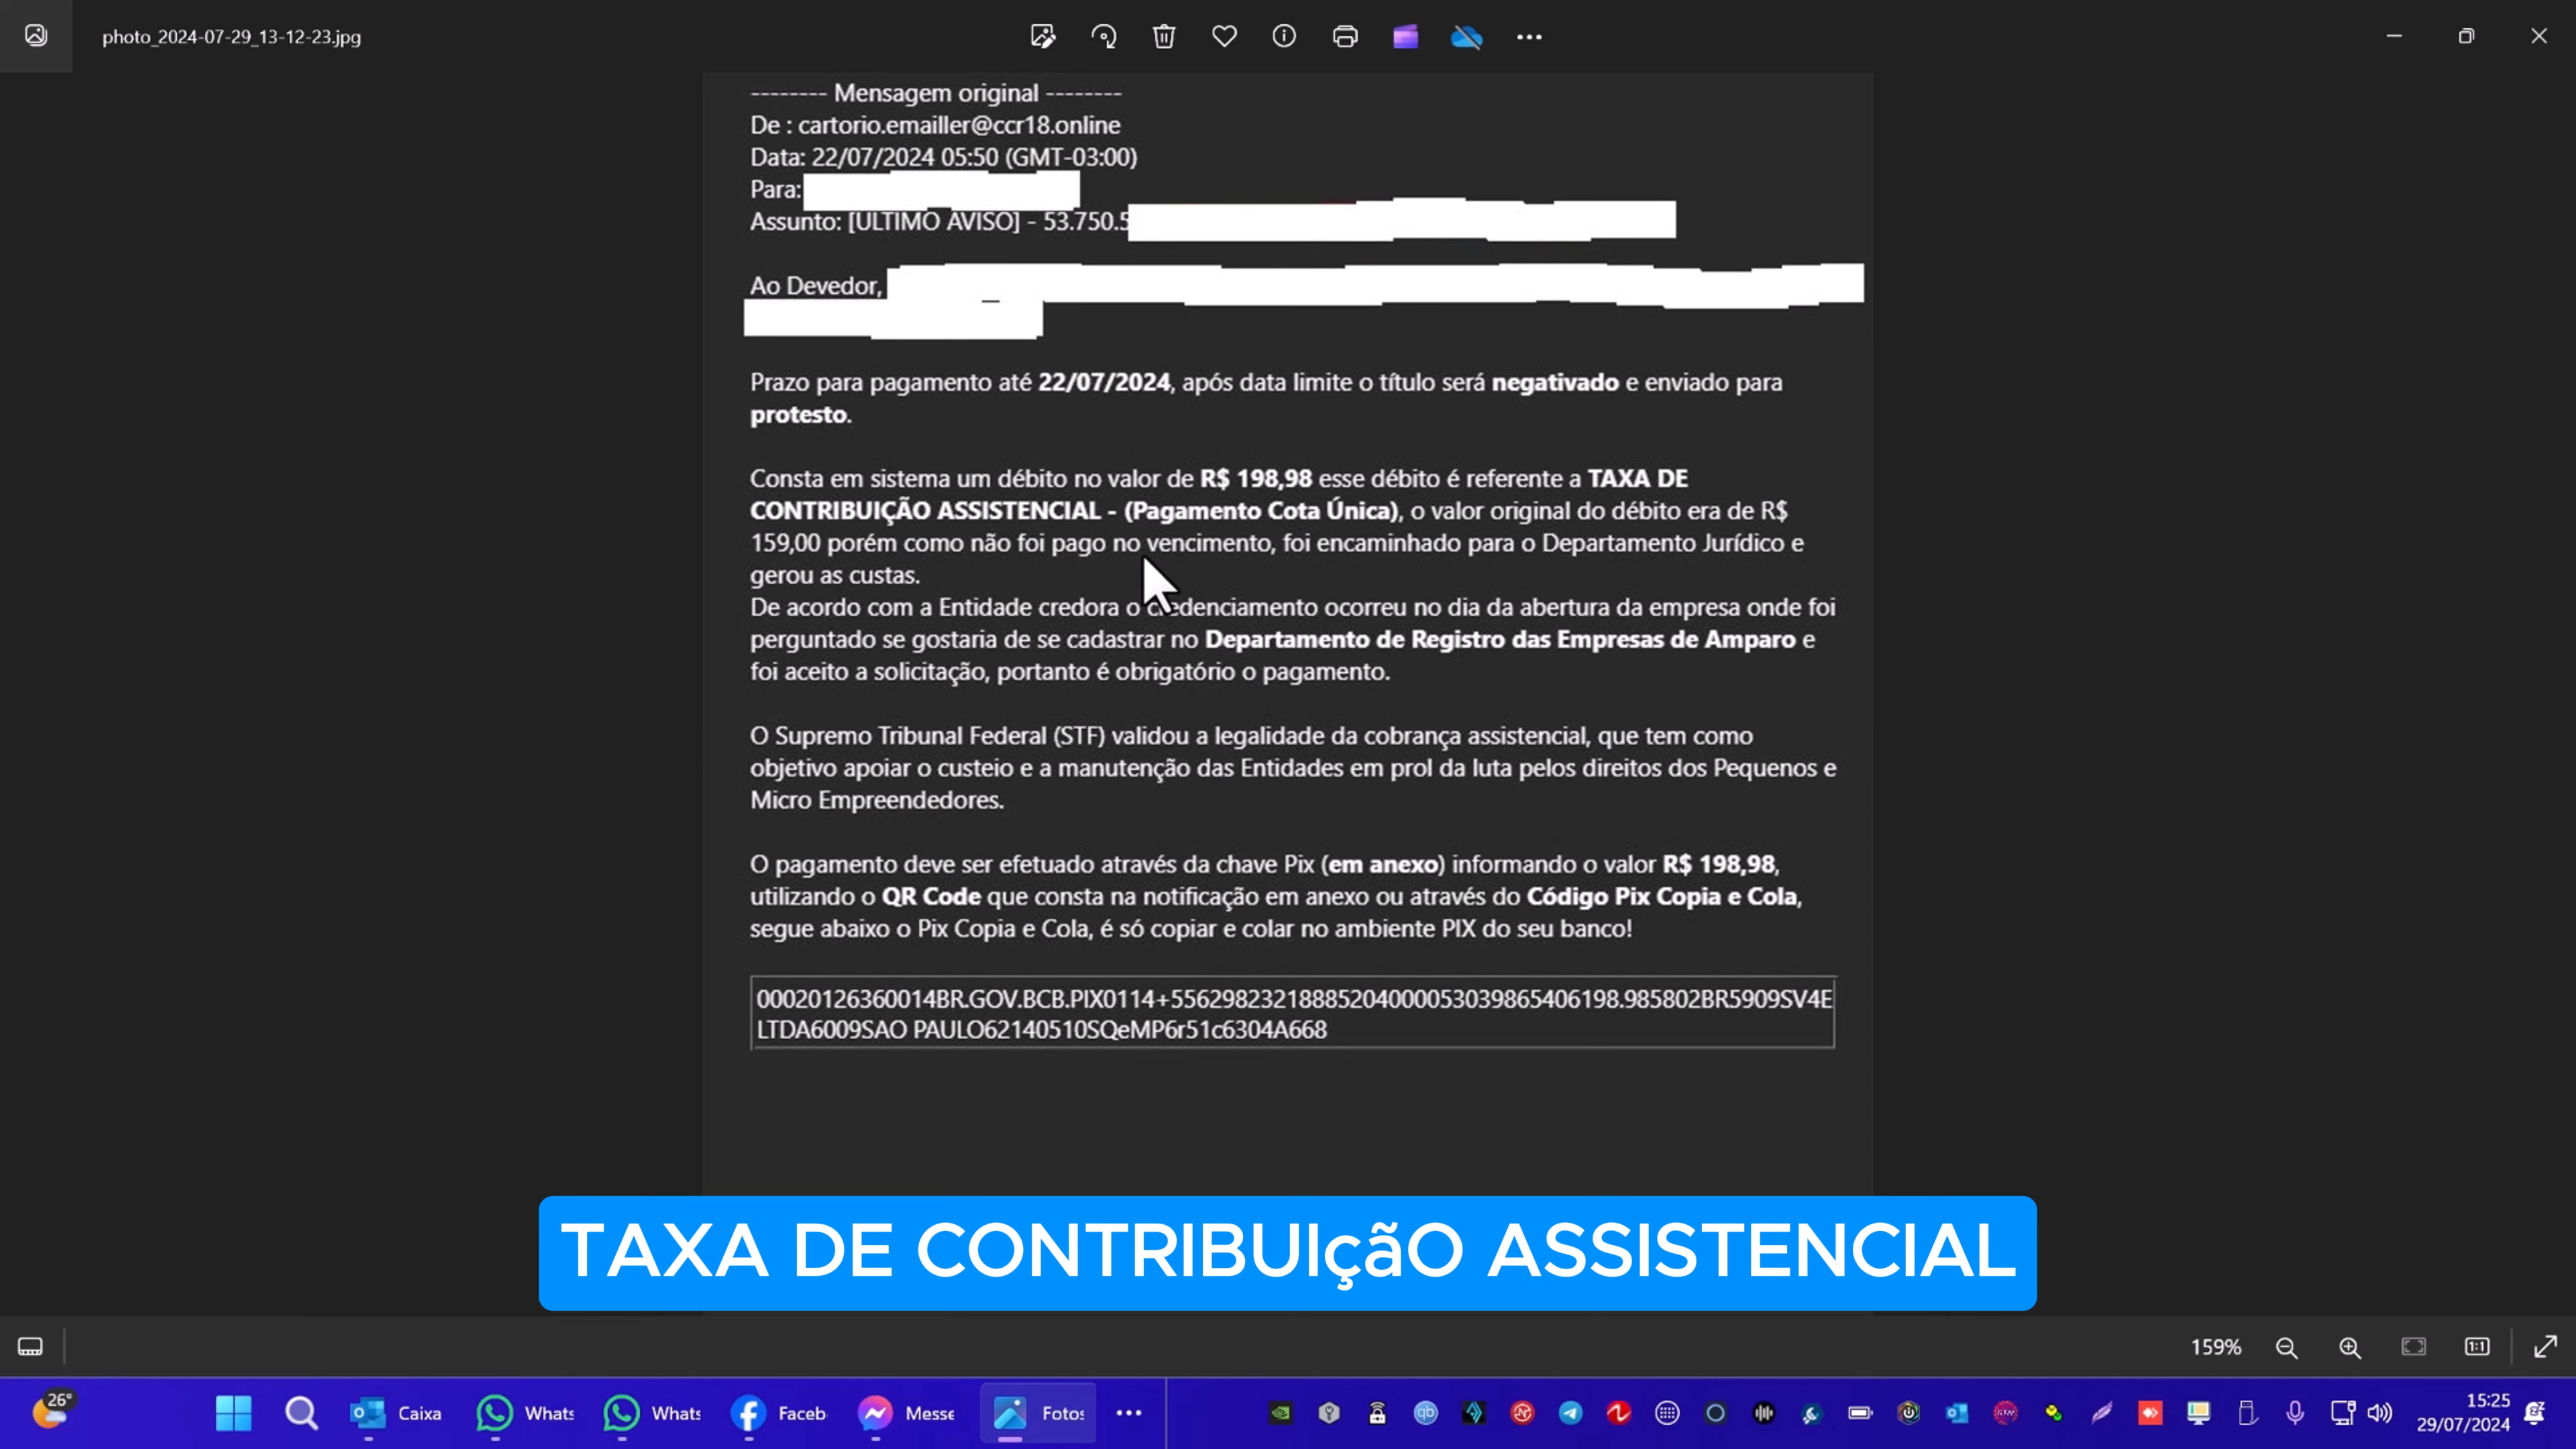 photo_2024-07-29_13-12-23.jpg
-------- Mensagem original --------
De : cartorio.emailler@ccr18.online
Data: 22/07/2024 05:50 (GMT-03:00)
Para:
Assunto: [ULTIMO AVISO] - 53.750.5
Ao Devedor,
Prazo para pagamento até 22/07/2024, após data limite o título será negativado e enviado para
protesto.
Consta em sistema um débito no valor de R$ 198,98 esse débito é referente a TAXA DE
CONTRIBUIÇÃO ASSISTENCIAL - (Pagamento Cota Única), o valor original do débito era de R$
159,00 porém como não foi pago no vencimento, foi encaminhado para o Departamento Jurídico e
gerou as custas.
De acordo com a Entidade credora o credenciamento ocorreu no dia da abertura da empresa onde foi
perguntado se gostaria de se cadastrar no Departamento de Registro das Empresas de Amparo e
foi aceito a solicitação, portanto é obrigatório o pagamento.
O Supremo Tribunal Federal (STF) validou a legalidade da cobrança assistencial, que tem como
objetivo apoiar o custeio e a manutenção das Entidades em prol da luta pelos direitos dos Pequenos e
Micro Empreendedores.
O pagamento deve ser efetuado através da chave Pix (em anexo) informando o valor R$ 198,98,
utilizando o QR Code que consta na notificação em anexo ou através do Código Pix Copia e Cola,
segue abaixo o Pix Copia e Cola, é só copiar e colar no ambiente PIX do seu banco!
00020126360014BR.GOV.BCB.PIX0114+55629823218885204000053039865406198.985802BR5909SV4E
LTDA6009SAO PAULO62140510SQeMP6r51c6304A668
TAXA DE CONTRIBUIçãO ASSISTENCIAL
159%
26°
Caixa
Whats
Whats
Faceb
Messe
Fotos
15:25
29/07/2024